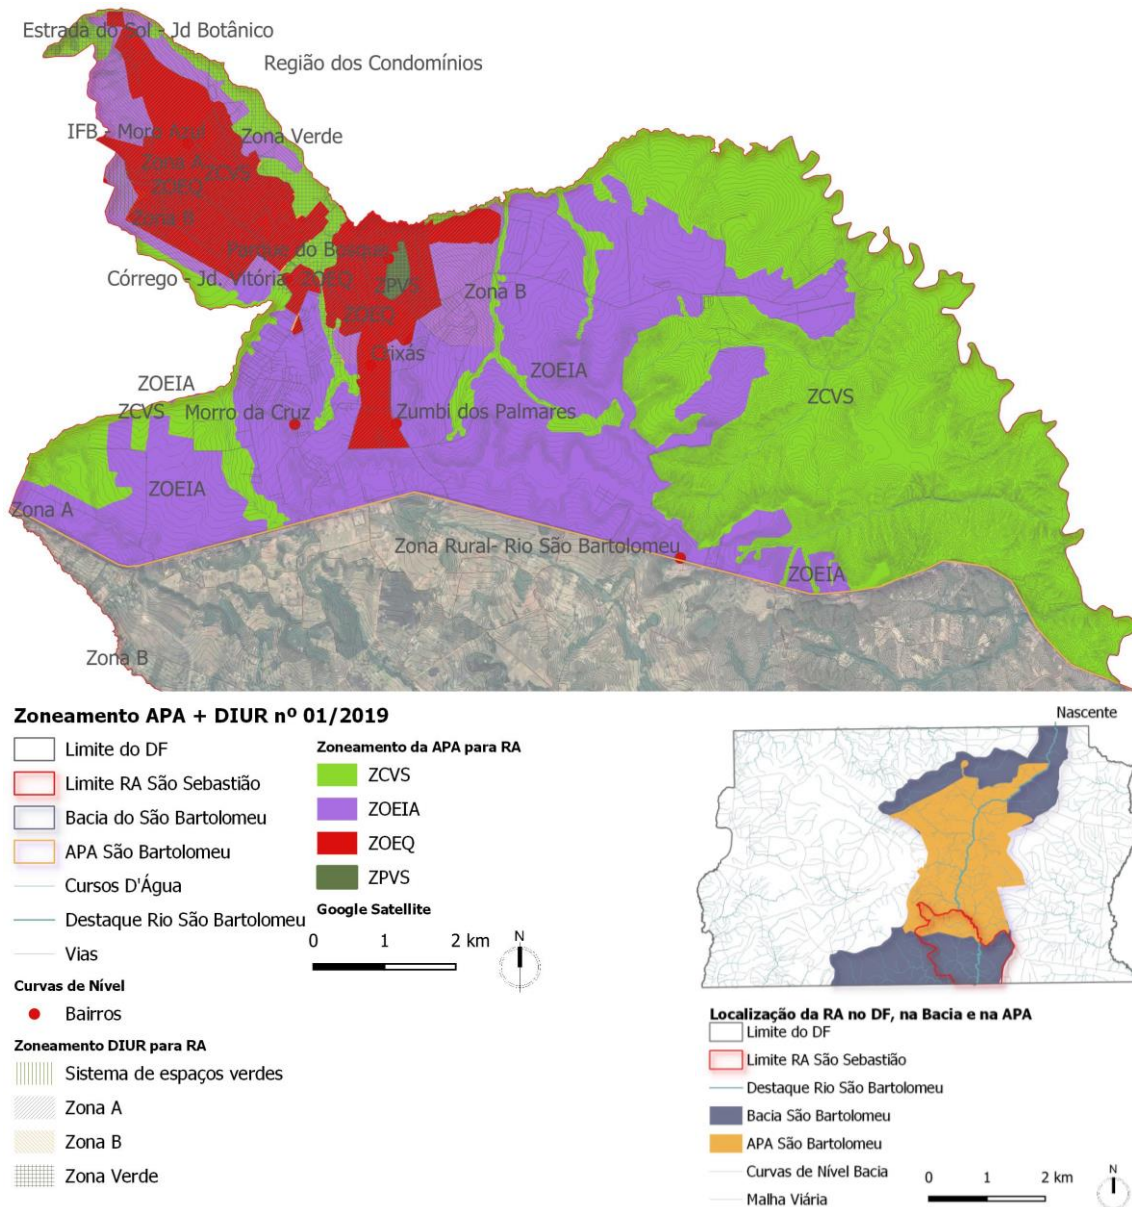 Estrada do Sol - Jd Botânico
Região dos Condomínios
IFB - Moro Azul
Zona Verde
Zona A
ZCVS
ZOEQ
Zona B
Parque do Bosque
Córrego - Jd. Vitória
ZOEQ
ZPVS
Zona B
ZOEQ
Crixás
ZOEIA
ZOEIA
ZCVS
ZCVS
Morro da Cruz
Zumbi dos Palmares
ZOEIA
Zona A
Zona Rural- Rio São Bartolomeu
ZOEIA
Zona B
Zoneamento APA + DIUR nº 01/2019
Limite do DF
Limite RA São Sebastião
Bacia do São Bartolomeu
APA São Bartolomeu
Cursos D'Água
Destaque Rio São Bartolomeu
Vias
Curvas de Nível
Bairros
Zoneamento DIUR para RA
Sistema de espaços verdes
Zona A
Zona B
Zona Verde
Zoneamento da APA para RA
ZCVS
ZOEIA
ZOEQ
ZPVS
Google Satellite
0 1 2 km
N
Nascente
Localização da RA no DF, na Bacia e na APA
Limite do DF
Limite RA São Sebastião
Destaque Rio São Bartolomeu
Bacia São Bartolomeu
APA São Bartolomeu
Curvas de Nível Bacia
Malha Viária
0 1 2 km
N